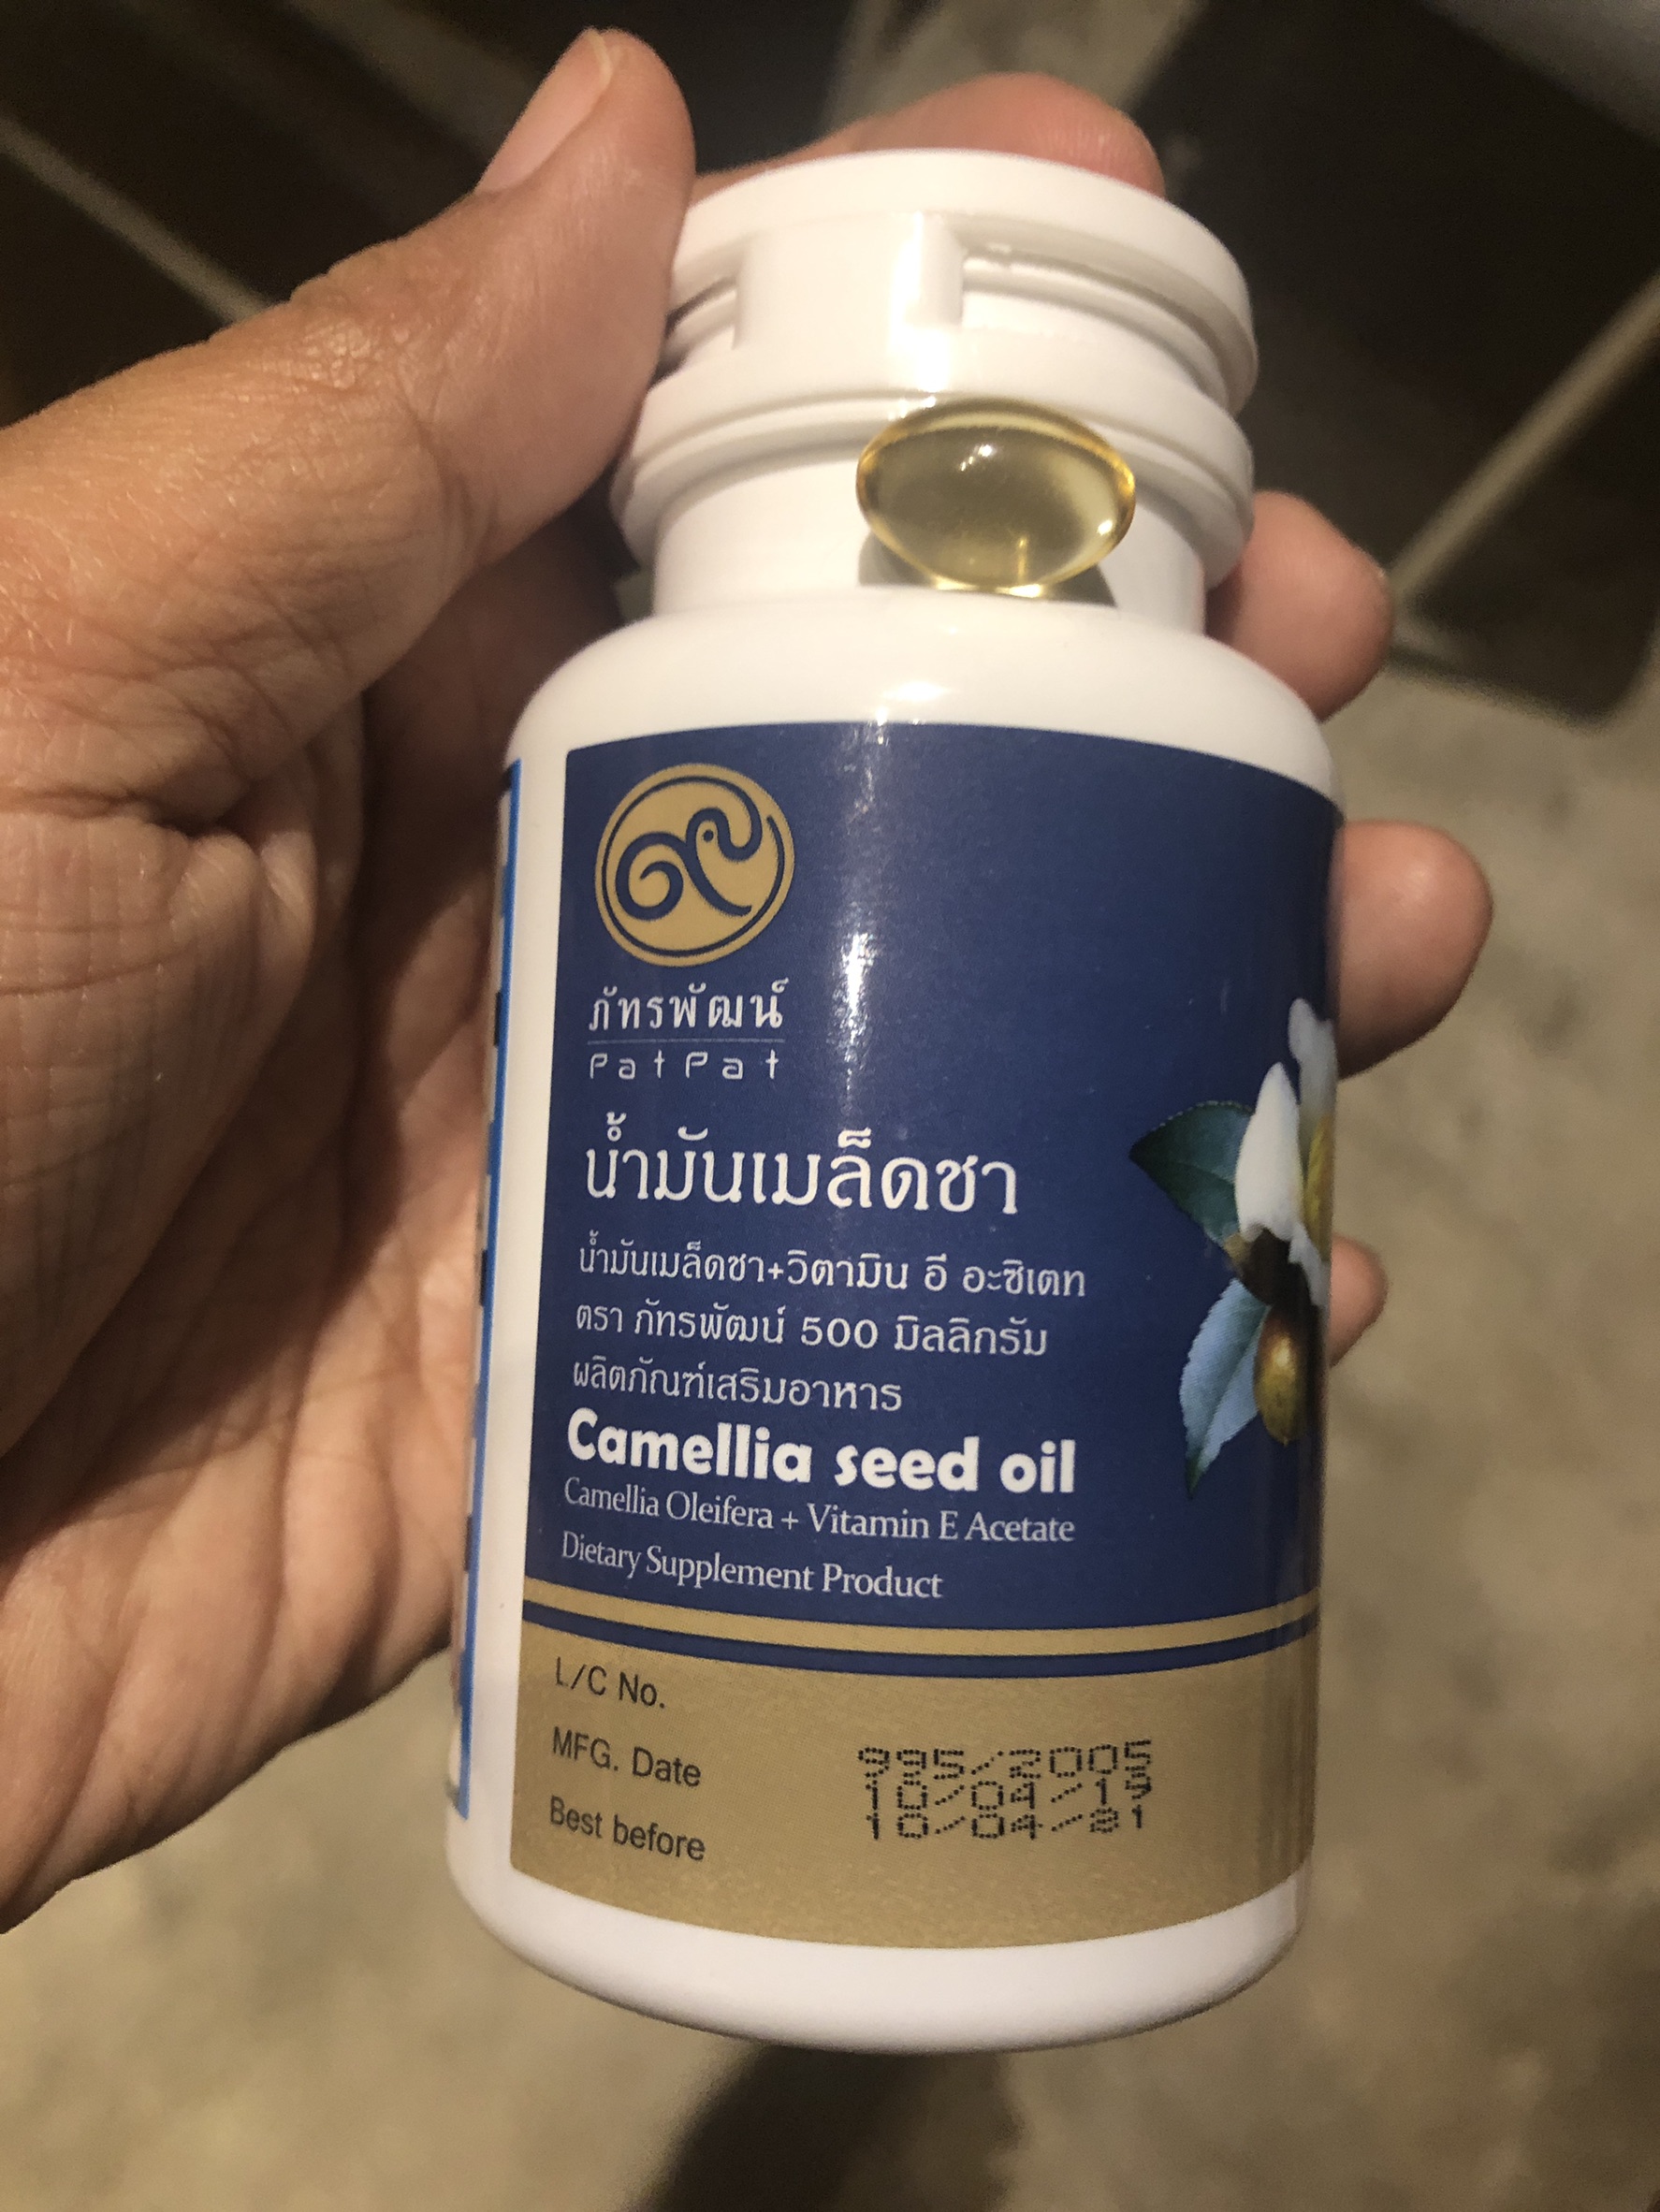 ภัทรพัฒน์
PatPat
น้ำมันเมล็ดชา
น้ำมันเมล็ดชา+วิตามิน อี อะซิเตท
ตรา ภัทรพัฒน์ 500 มิลลิกรัม
ผลิตภัณฑ์เสริมอาหาร
Camellia seed oil
Camellia Oleifera + Vitamin E Acetate
Dietary Supplement Product
L/C No. 995/2005
MFG. Date 10/04/17
Best before 10/04/21